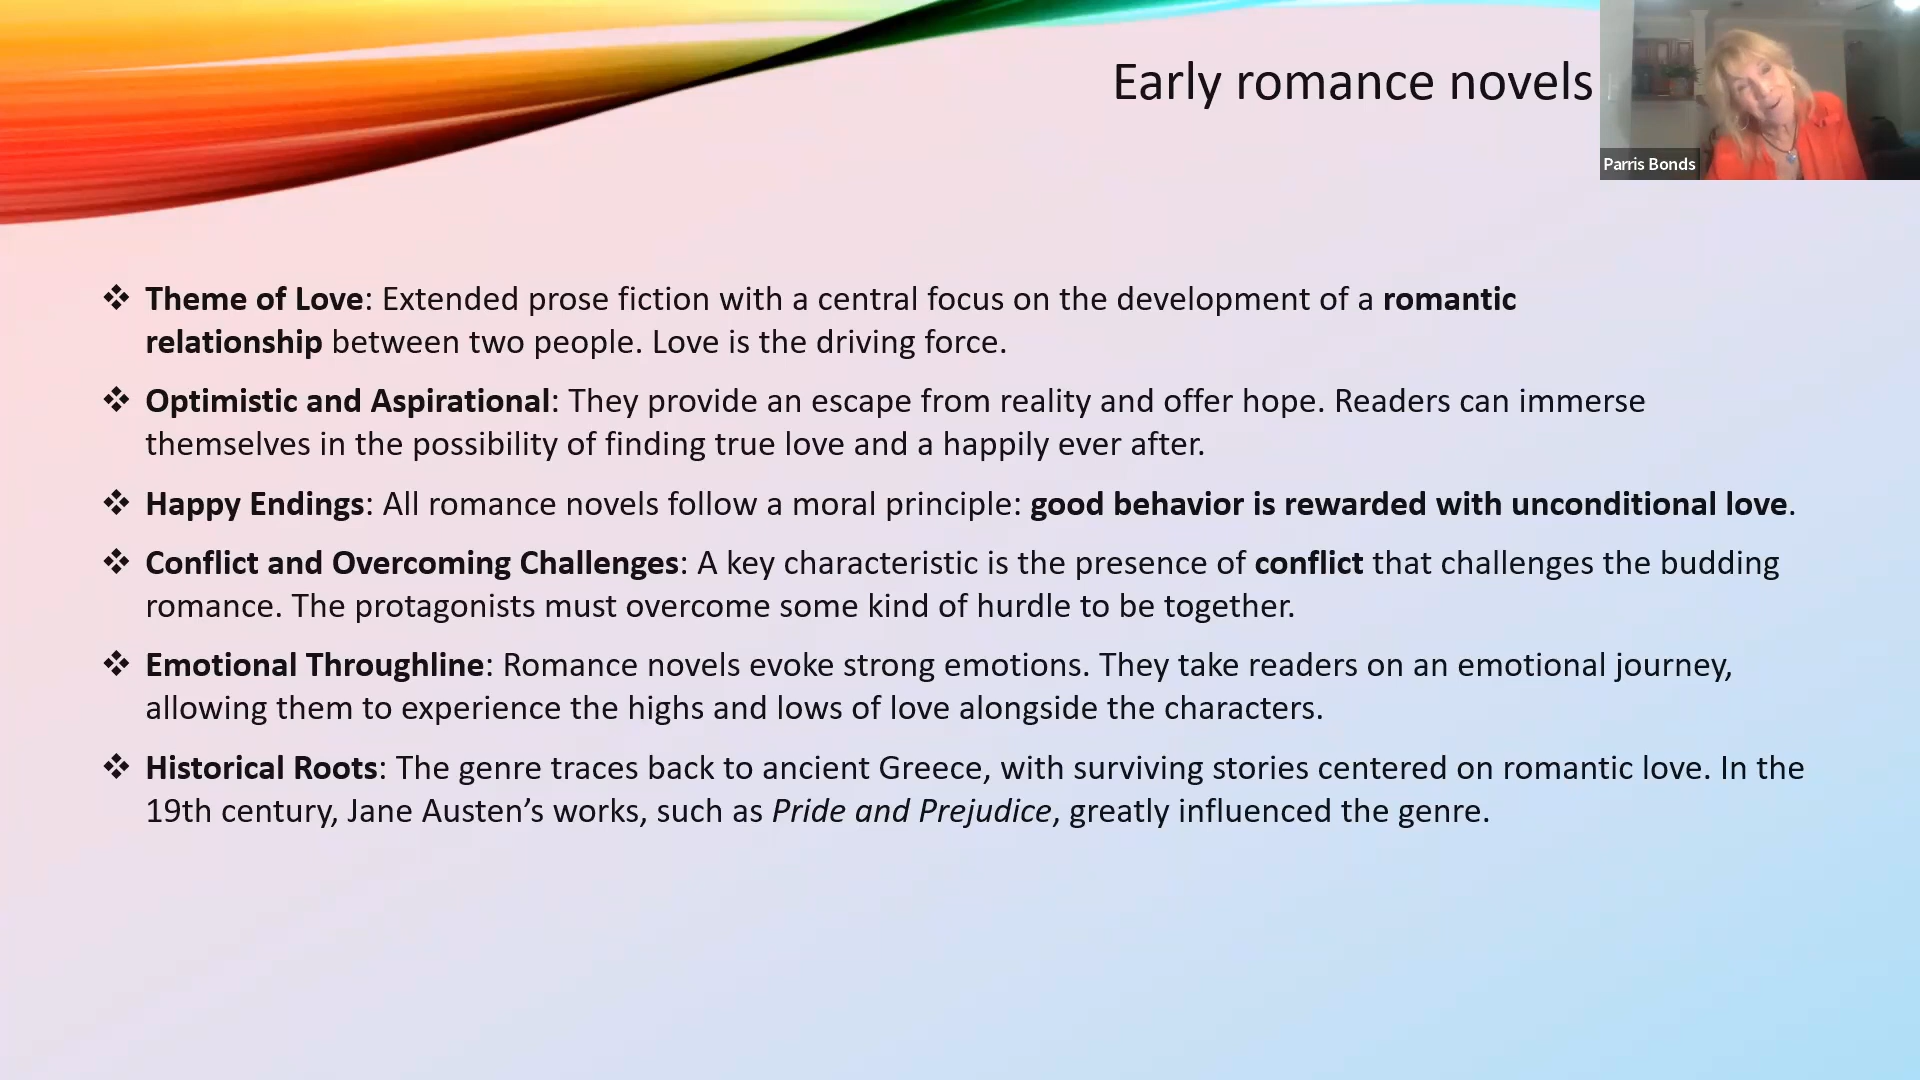 Early romance novels
Parris Bonds
❖ Theme of Love: Extended prose fiction with a central focus on the development of a romantic
relationship between two people. Love is the driving force.
❖ Optimistic and Aspirational: They provide an escape from reality and offer hope. Readers can immerse
themselves in the possibility of finding true love and a happily ever after.
❖ Happy Endings: All romance novels follow a moral principle: good behavior is rewarded with unconditional love.
❖ Conflict and Overcoming Challenges: A key characteristic is the presence of conflict that challenges the budding
romance. The protagonists must overcome some kind of hurdle to be together.
❖ Emotional Throughline: Romance novels evoke strong emotions. They take readers on an emotional journey,
allowing them to experience the highs and lows of love alongside the characters.
❖ Historical Roots: The genre traces back to ancient Greece, with surviving stories centered on romantic love. In the
19th century, Jane Austen’s works, such as Pride and Prejudice, greatly influenced the genre.